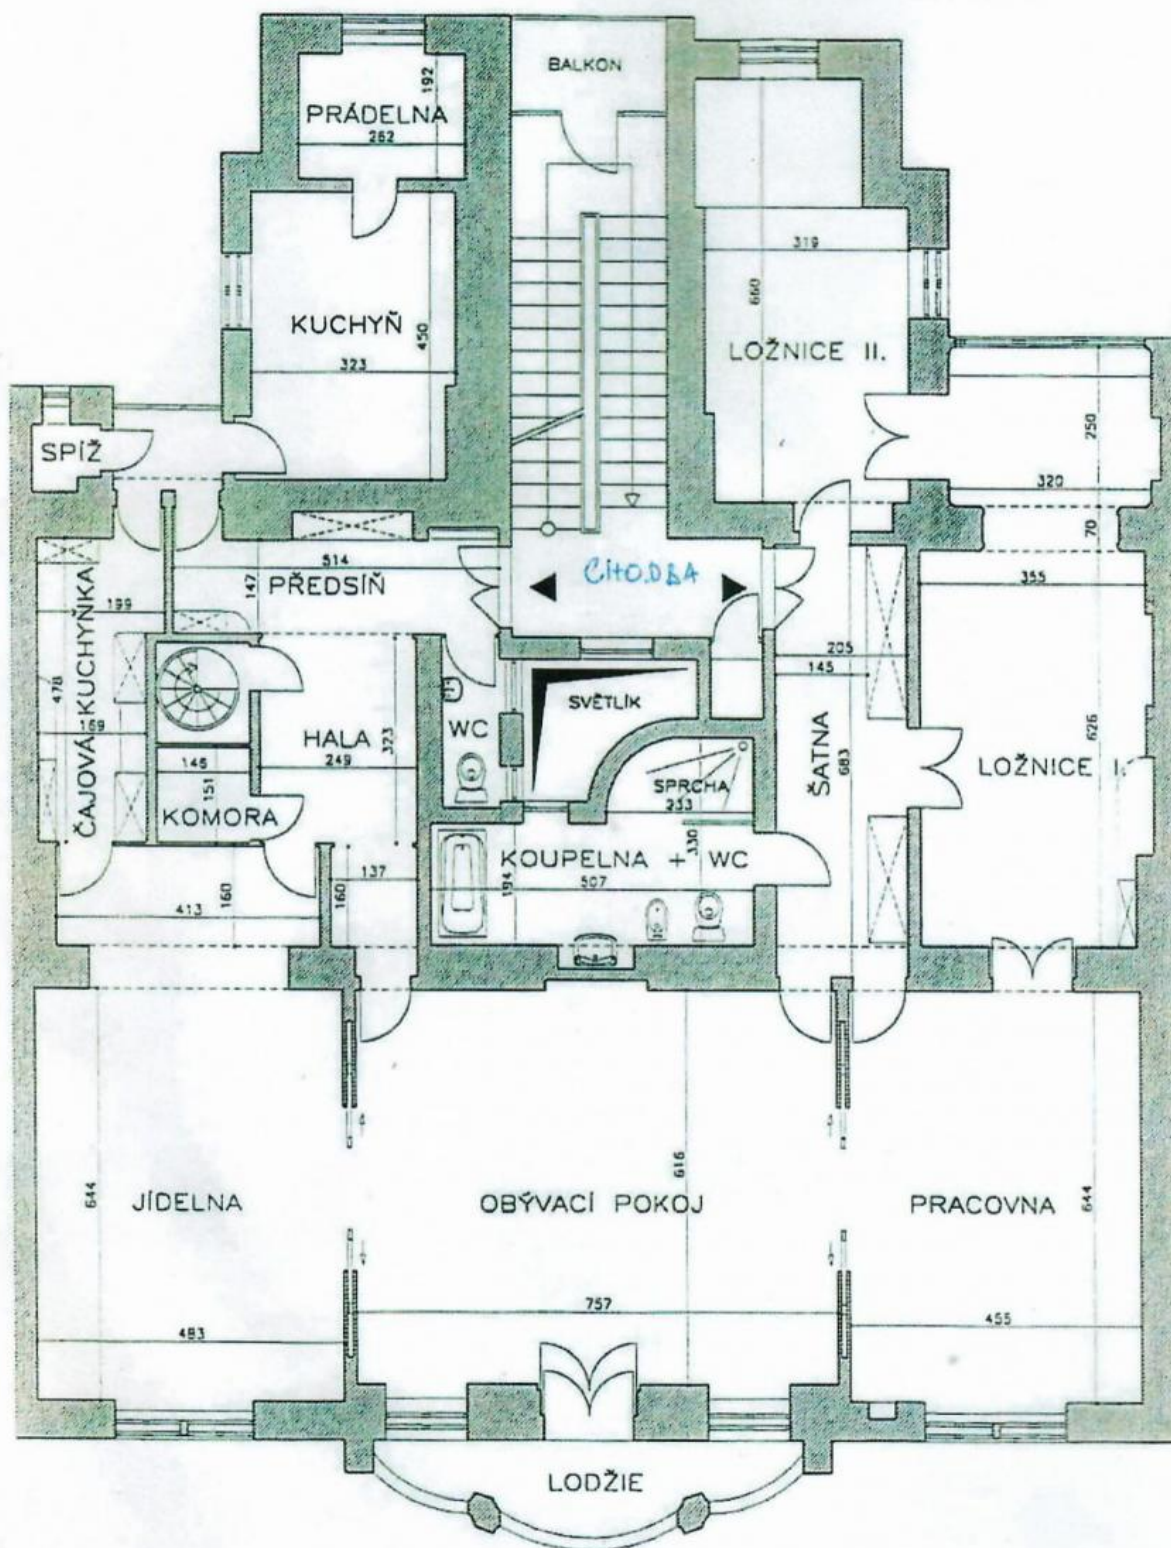 BALKON
192
PRÁDELNA
262
319
660
KUCHYŇ
450
323
LOŽNICE II.
250
SPÍŽ
320
70
514
CHODBA
147
PŘEDSÍŇ
355
199
205
145
SVĚTLÍK
478
ČAJOVÁ KUCHYŇKA
169
HALA
249
323
WC
ŠATNA
683
626
LOŽNICE I.
146
151
KOMORA
SPRCHA
233
330
KOUPELNA + WC
194
507
137
160
160
413
644
JÍDELNA
616
OBÝVACÍ POKOJ
PRACOVNA
644
757
483
455
LODŽIE